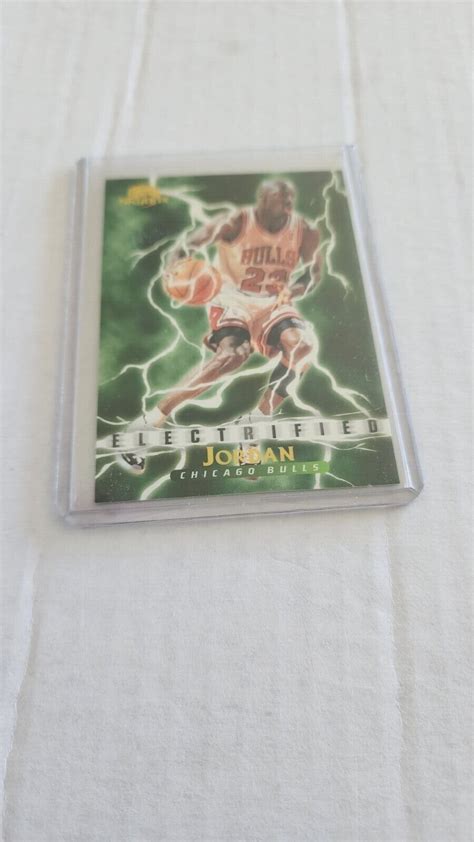 BULLS
23
ELECTRIFIED
JORDAN
CHICAGO BULLS